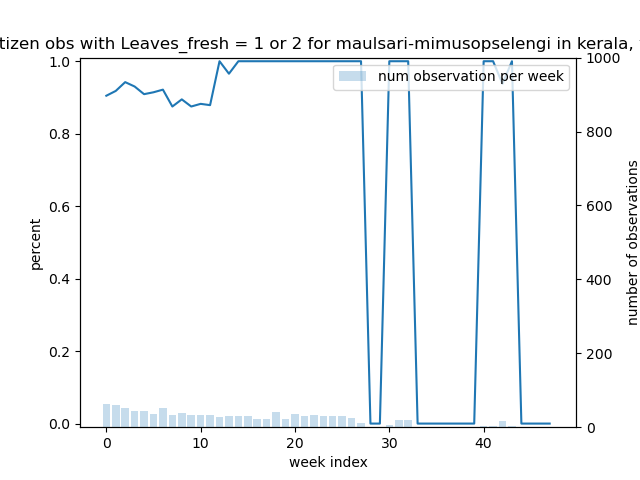 tizen obs with Leaves_fresh = 1 or 2 for maulsari-mimusopselengi in kerala,
num observation per week
percent
1.0
0.8
0.6
0.4
0.2
0.0
1000
800
600
400
200
0
number of observations
0 10 20 30 40
week index